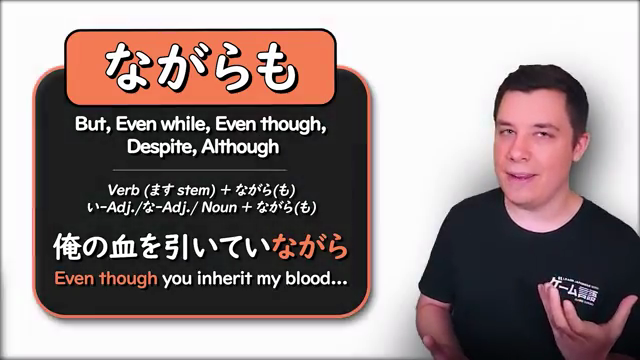 ながらも
But, Even while, Even though,
Despite, Although
Verb (ます stem) + ながら(も)
い-Adj./な-Adj./ Noun + ながら(も)
俺の血を引いていながら
Even though you inherit my blood...
ゲーム言語